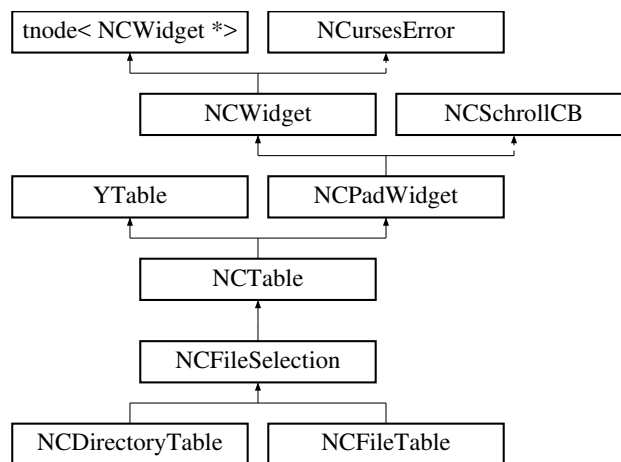 tnode< NCWidget *>
NCursesError
NCWidget
NCSchrollCB
YTable
NCPadWidget
NCTable
NCFileSelection
NCDirectoryTable
NCFileTable